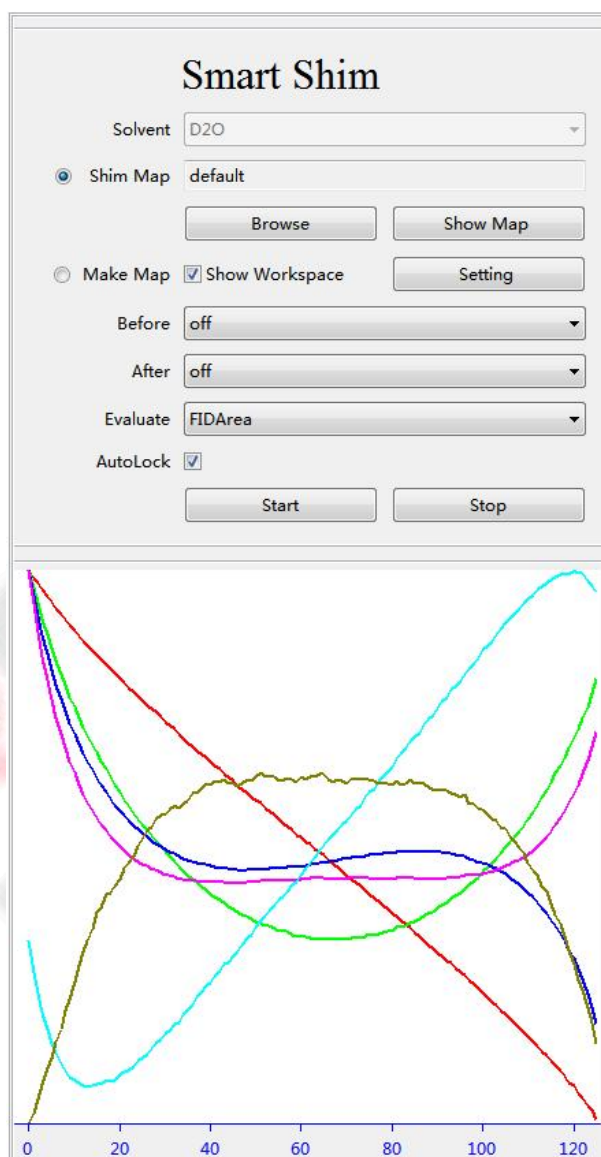 Smart Shim
Solvent D2O
Shim Map default
Browse Show Map
Make Map Show Workspace Setting
Before off
After off
Evaluate FIDArea
AutoLock
Start Stop
0 20 40 60 80 100 120